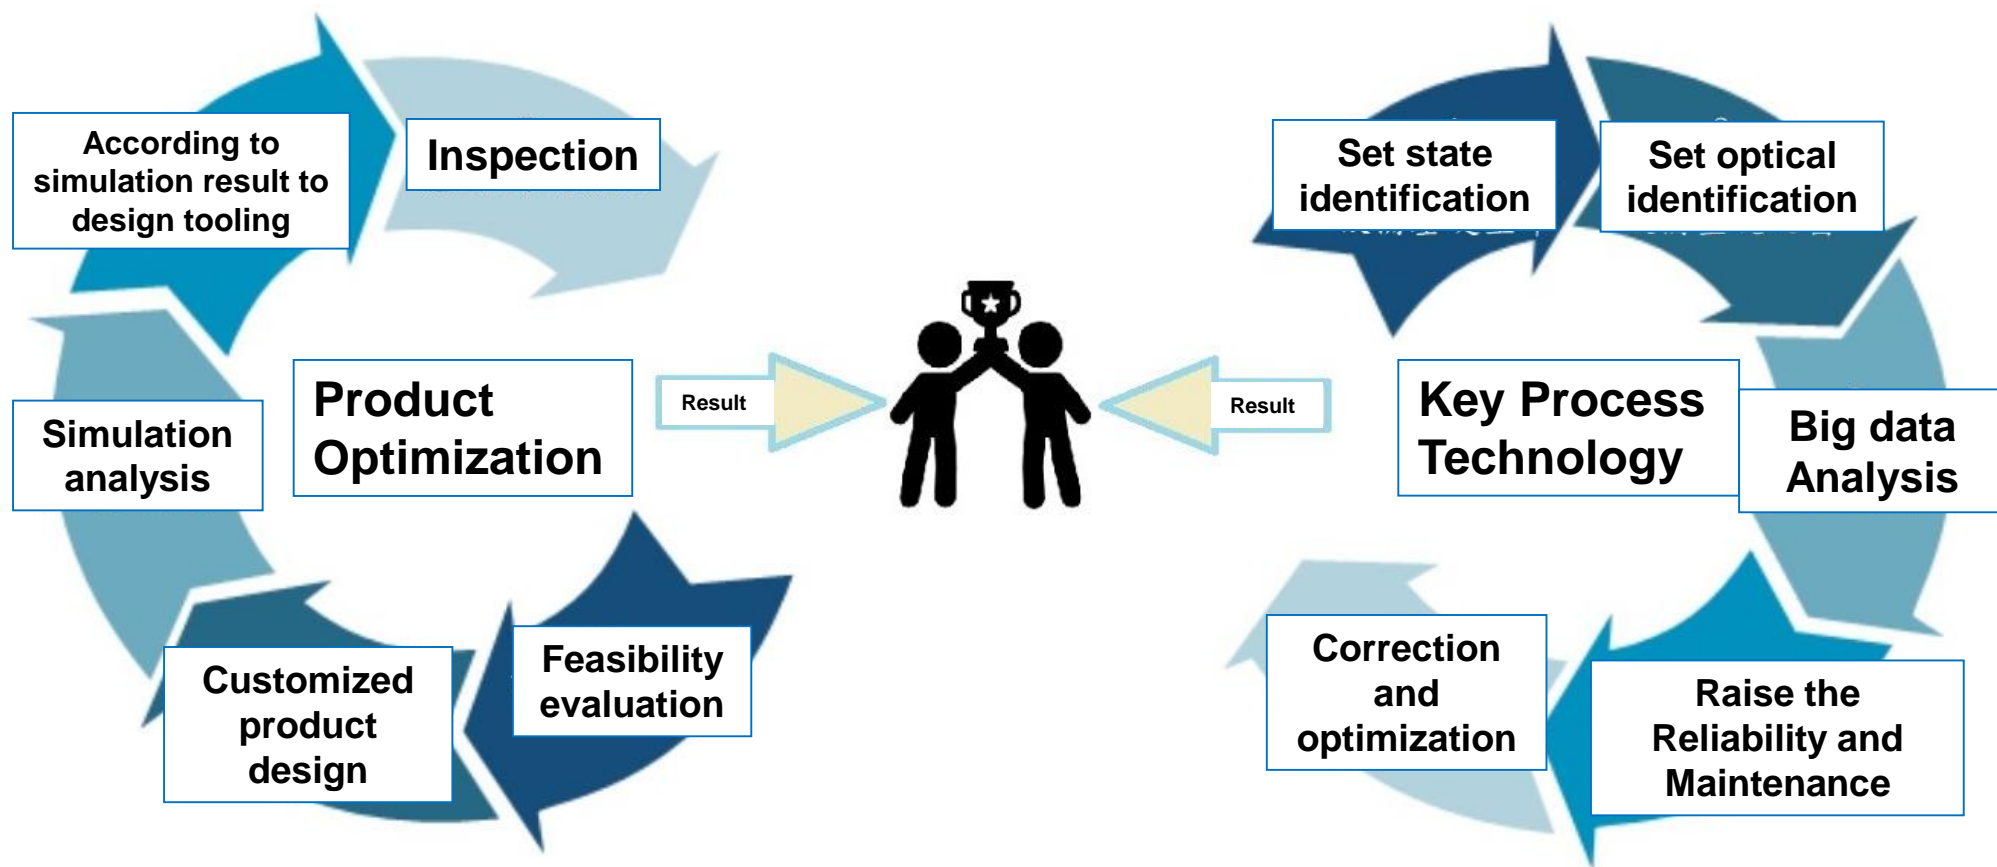 According to
simulation result to
design tooling
Inspection
Simulation
analysis
Product
Optimization
Customized
product
design
Feasibility
evaluation
Result
Result
Set state
identification
Set optical
identification
Key Process
Technology
Big data
Analysis
Raise the
Reliability and
Maintenance
Correction
and
optimization